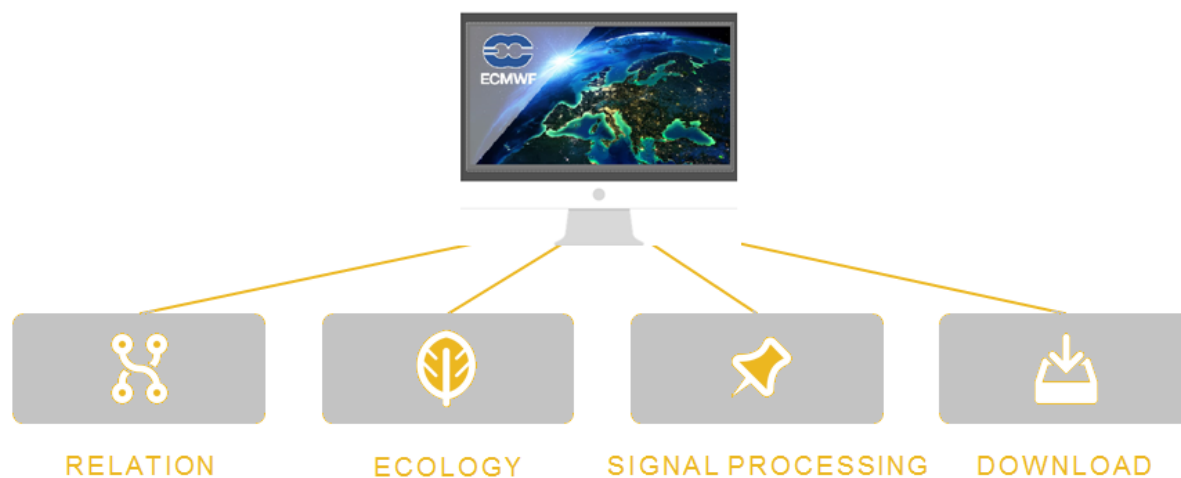 ECMWF
RELATION
ECOLOGY
SIGNAL PROCESSING
DOWNLOAD